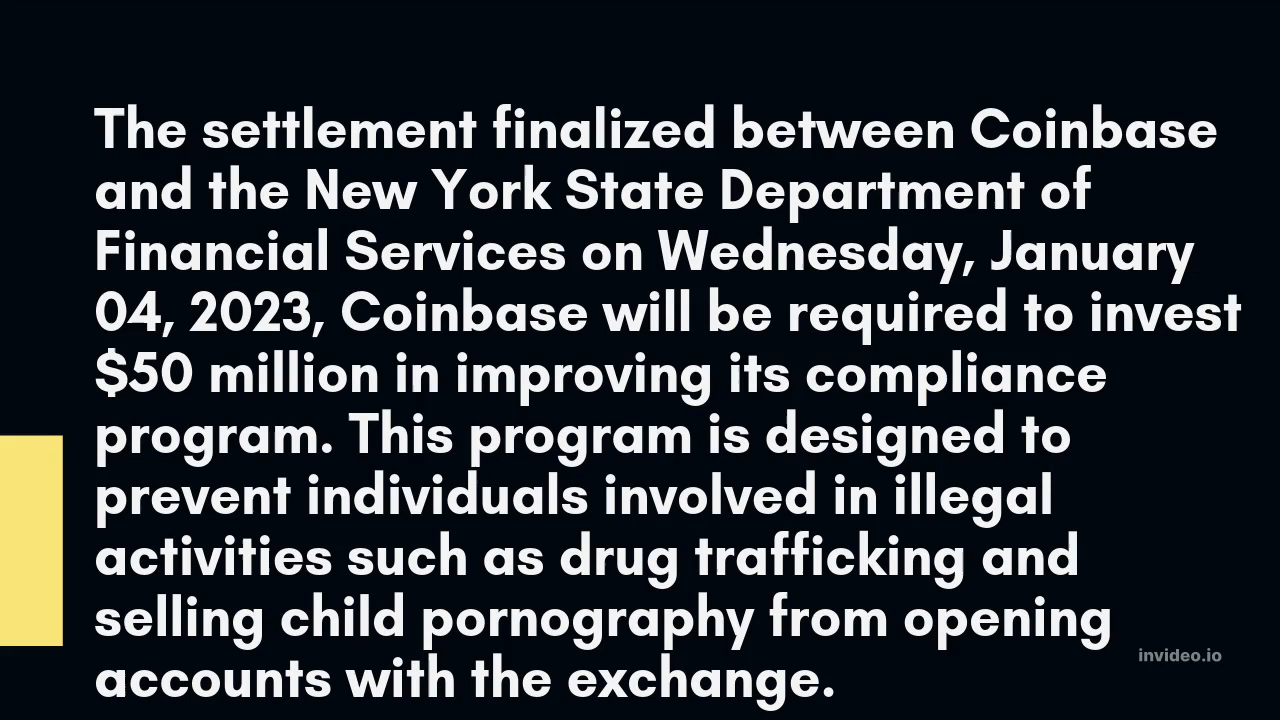 The settlement finalized between Coinbase
and the New York State Department of
Financial Services on Wednesday, January
04, 2023, Coinbase will be required to invest
$50 million in improving its compliance
program. This program is designed to
prevent individuals involved in illegal
activities such as drug trafficking and
selling child pornography from opening
accounts with the exchange.
invideo.io